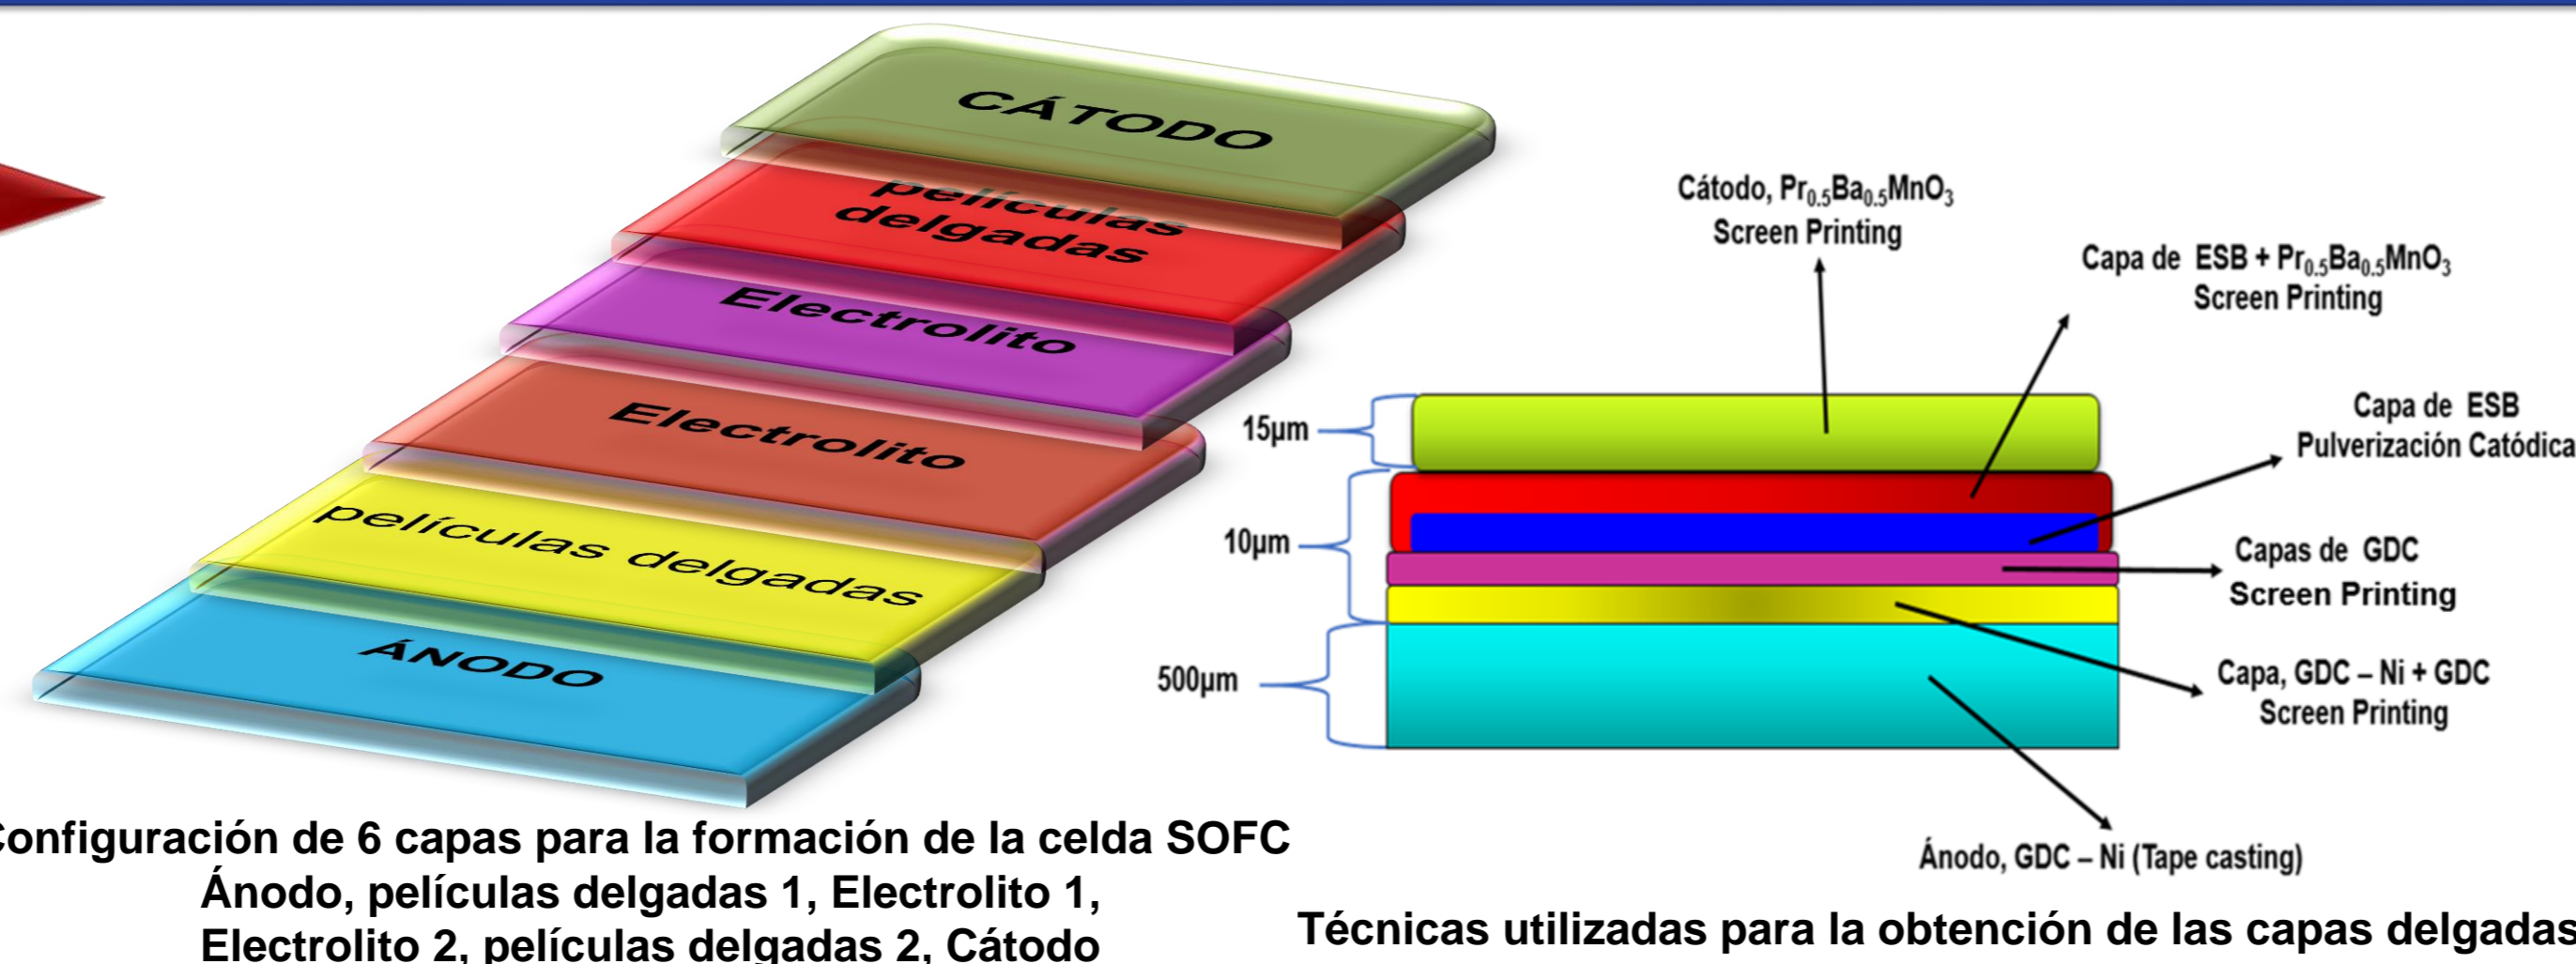 CÁTODO
películas
delgadas
Electrolito
Electrolito
películas delgadas
ÁNODO
Configuración de 6 capas para la formación de la celda SOFC
Ánodo, películas delgadas 1, Electrolito 1,
Electrolito 2, películas delgadas 2, Cátodo
Cátodo, Pr₀.₅Ba₀.₅MnO₃
Screen Printing
Capa de ESB + Pr₀.₅Ba₀.₅MnO₃
Screen Printing
Capa de ESB
Pulverización Catódica
Capas de GDC
Screen Printing
Capa, GDC – Ni + GDC
Screen Printing
Ánodo, GDC – Ni (Tape casting)
15µm
10µm
500µm
Técnicas utilizadas para la obtención de las capas delgadas